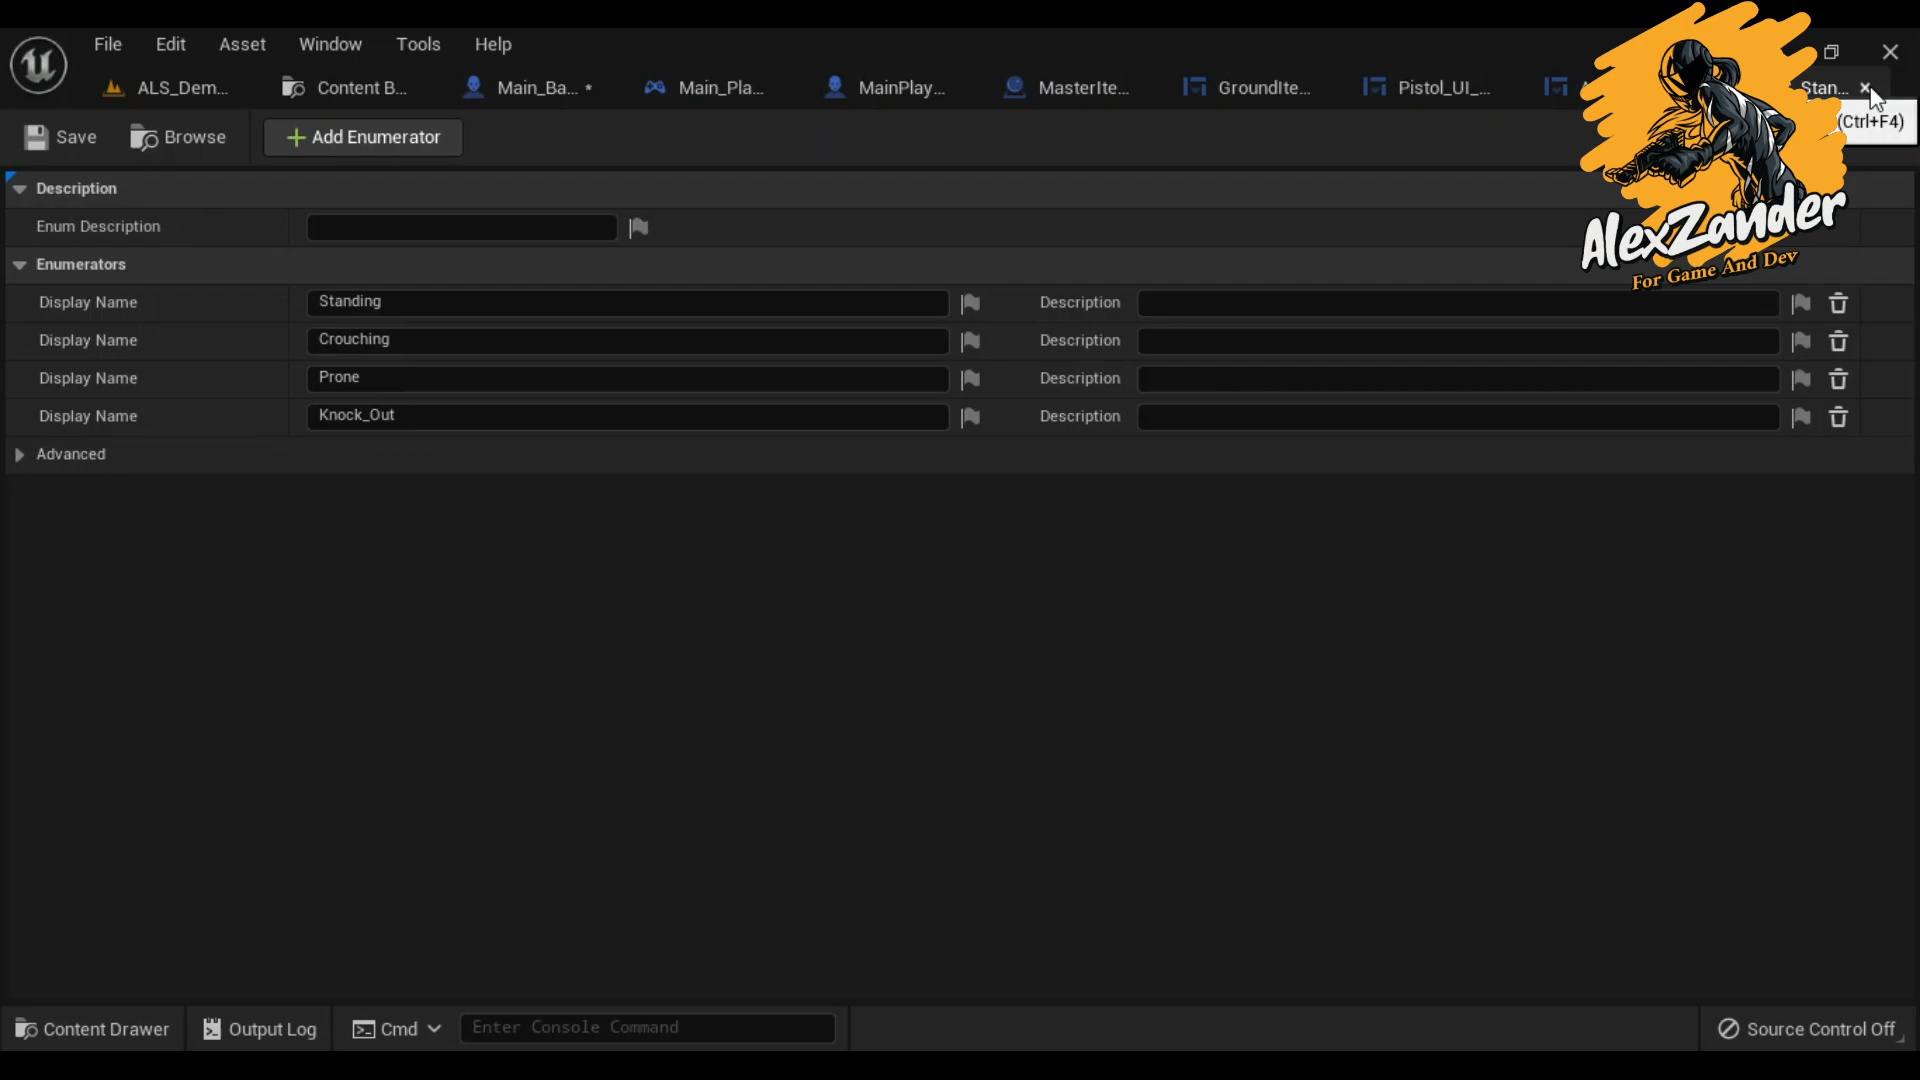 File Edit Asset Window Tools Help
ALS_Dem... Content B... Main_Ba... * Main_Pla... MainPlay... MasterIte... GroundIte... Pistol_UI_... Stan...
(Ctrl+F4)
Save Browse Add Enumerator
Description
Enum Description
Enumerators
Display Name Standing Description
Display Name Crouching Description
Display Name Prone Description
Display Name Knock_Out Description
Advanced
AlexZander
For Game And Dev
Content Drawer Output Log Cmd Enter Console Command Source Control Off